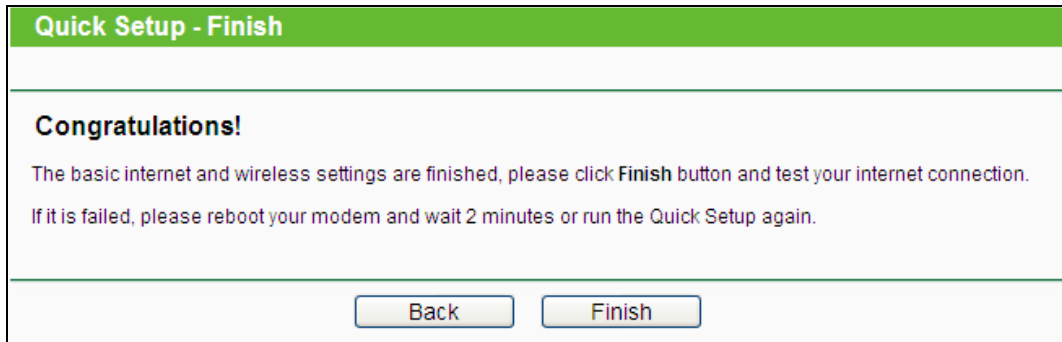 Quick Setup - Finish
Congratulations!
The basic internet and wireless settings are finished, please click Finish button and test your internet connection.
If it is failed, please reboot your modem and wait 2 minutes or run the Quick Setup again.
Back Finish